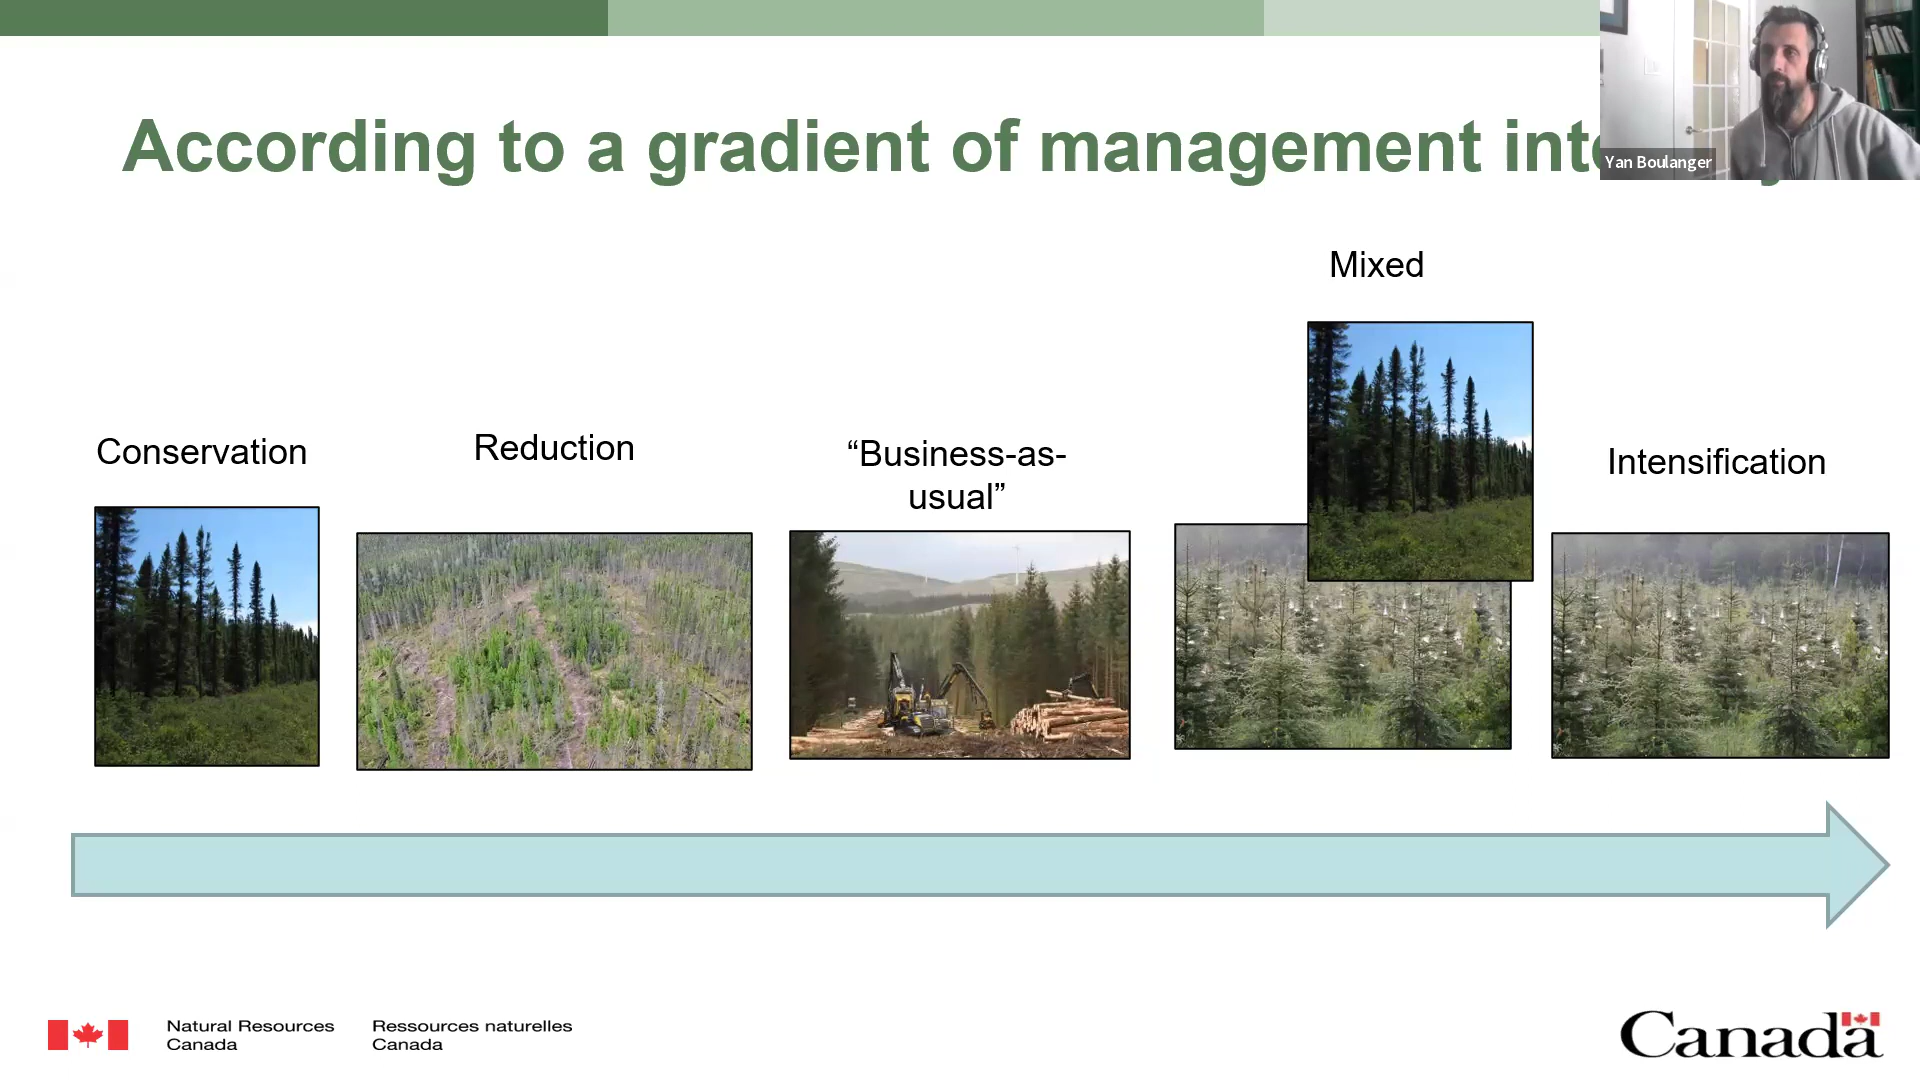 According to a gradient of management
Yan Boulanger
Mixed
Conservation
Reduction
“Business-as-
usual”
Intensification
Natural Resources
Canada
Ressources naturelles
Canada
Canada